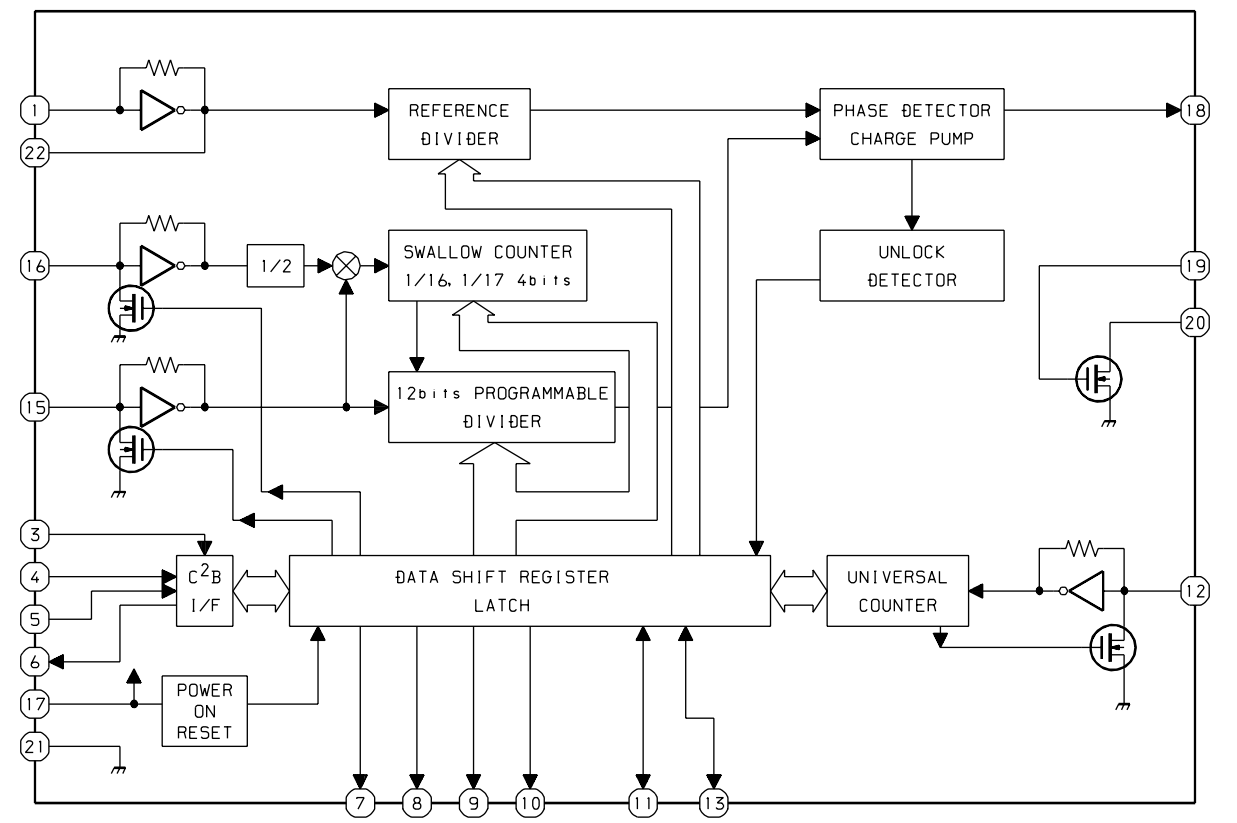 1
22
REFERENCE
DIVIDER
PHASE DETECTOR
CHARGE PUMP
18
16
1/2
SWALLOW COUNTER
1/16, 1/17 4bits
UNLOCK
DETECTOR
19
20
15
12bits PROGRAMMABLE
DIVIDER
3
4
5
6
C²B
I/F
DATA SHIFT REGISTER
LATCH
UNIVERSAL
COUNTER
12
17
POWER
ON
RESET
21
7
8
9
10
11
13